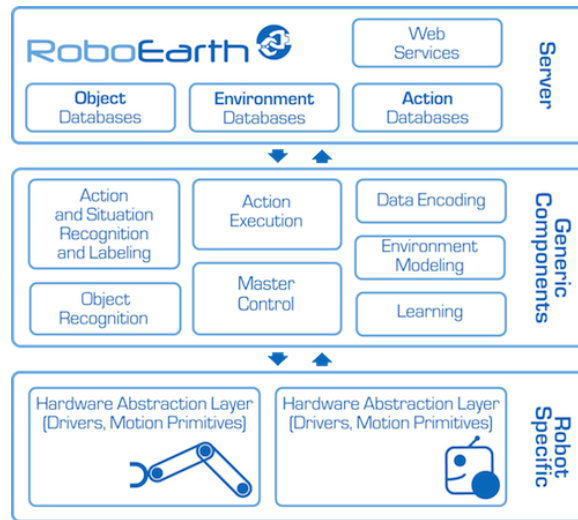 RoboEarth
Web
Services
Object
Databases
Environment
Databases
Action
Databases
Server
Action
and Situation
Recognition
and Labeling
Action
Execution
Data Encoding
Environment
Modeling
Object
Recognition
Master
Control
Learning
Generic
Components
Hardware Abstraction Layer
(Drivers, Motion Primitives)
Hardware Abstraction Layer
(Drivers, Motion Primitives)
Robot
Specific